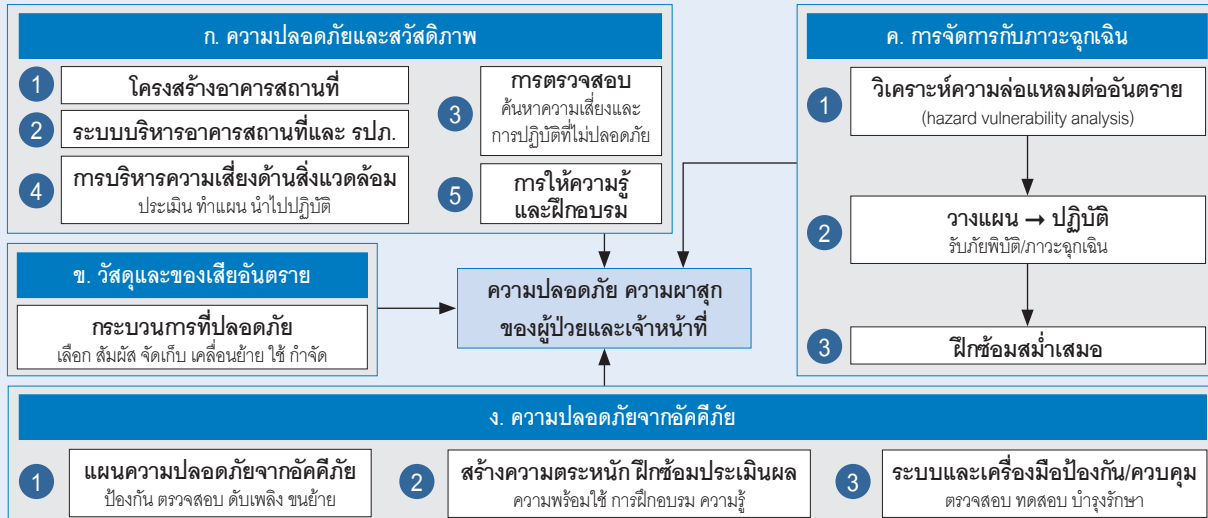 ก. ความปลอดภัยและสวัสดิภาพ
1 โครงสร้างอาคารสถานที่
2 ระบบบริหารอาคารสถานที่และ รปภ.
3 การตรวจสอบ
ค้นหาความเสี่ยงและ
การปฏิบัติที่ไม่ปลอดภัย
4 การบริหารความเสี่ยงด้านสิ่งแวดล้อม
ประเมิน ทำแผน นำไปปฏิบัติ
5 การให้ความรู้
และฝึกอบรม
ข. วัสดุและของเสียอันตราย
กระบวนการที่ปลอดภัย
เลือก สัมผัส จัดเก็บ เคลื่อนย้าย ใช้ กำจัด
ความปลอดภัย ความผาสุก
ของผู้ป่วยและเจ้าหน้าที่
ค. การจัดการกับภาวะฉุกเฉิน
1 วิเคราะห์ความล่อแหลมต่ออันตราย
(hazard vulnerability analysis)
2 วางแผน → ปฏิบัติ
รับภัยพิบัติ/ภาวะฉุกเฉิน
3 ฝึกซ้อมสม่ำเสมอ
ง. ความปลอดภัยจากอัคคีภัย
1 แผนความปลอดภัยจากอัคคีภัย
ป้องกัน ตรวจสอบ ดับเพลิง ขนย้าย
2 สร้างความตระหนัก ฝึกซ้อมประเมินผล
ความพร้อมใช้ การฝึกอบรม ความรู้
3 ระบบและเครื่องมือป้องกัน/ควบคุม
ตรวจสอบ ทดสอบ บำรุงรักษา